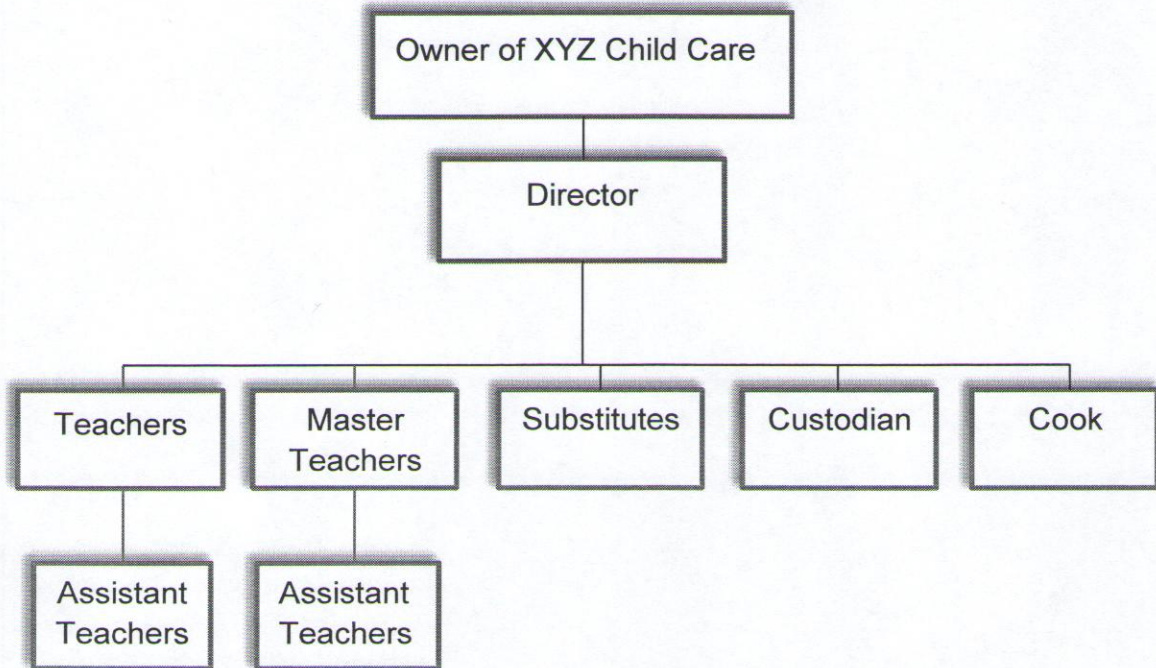 Owner of XYZ Child Care
Director
Teachers
Master
Teachers
Substitutes
Custodian
Cook
Assistant
Teachers
Assistant
Teachers